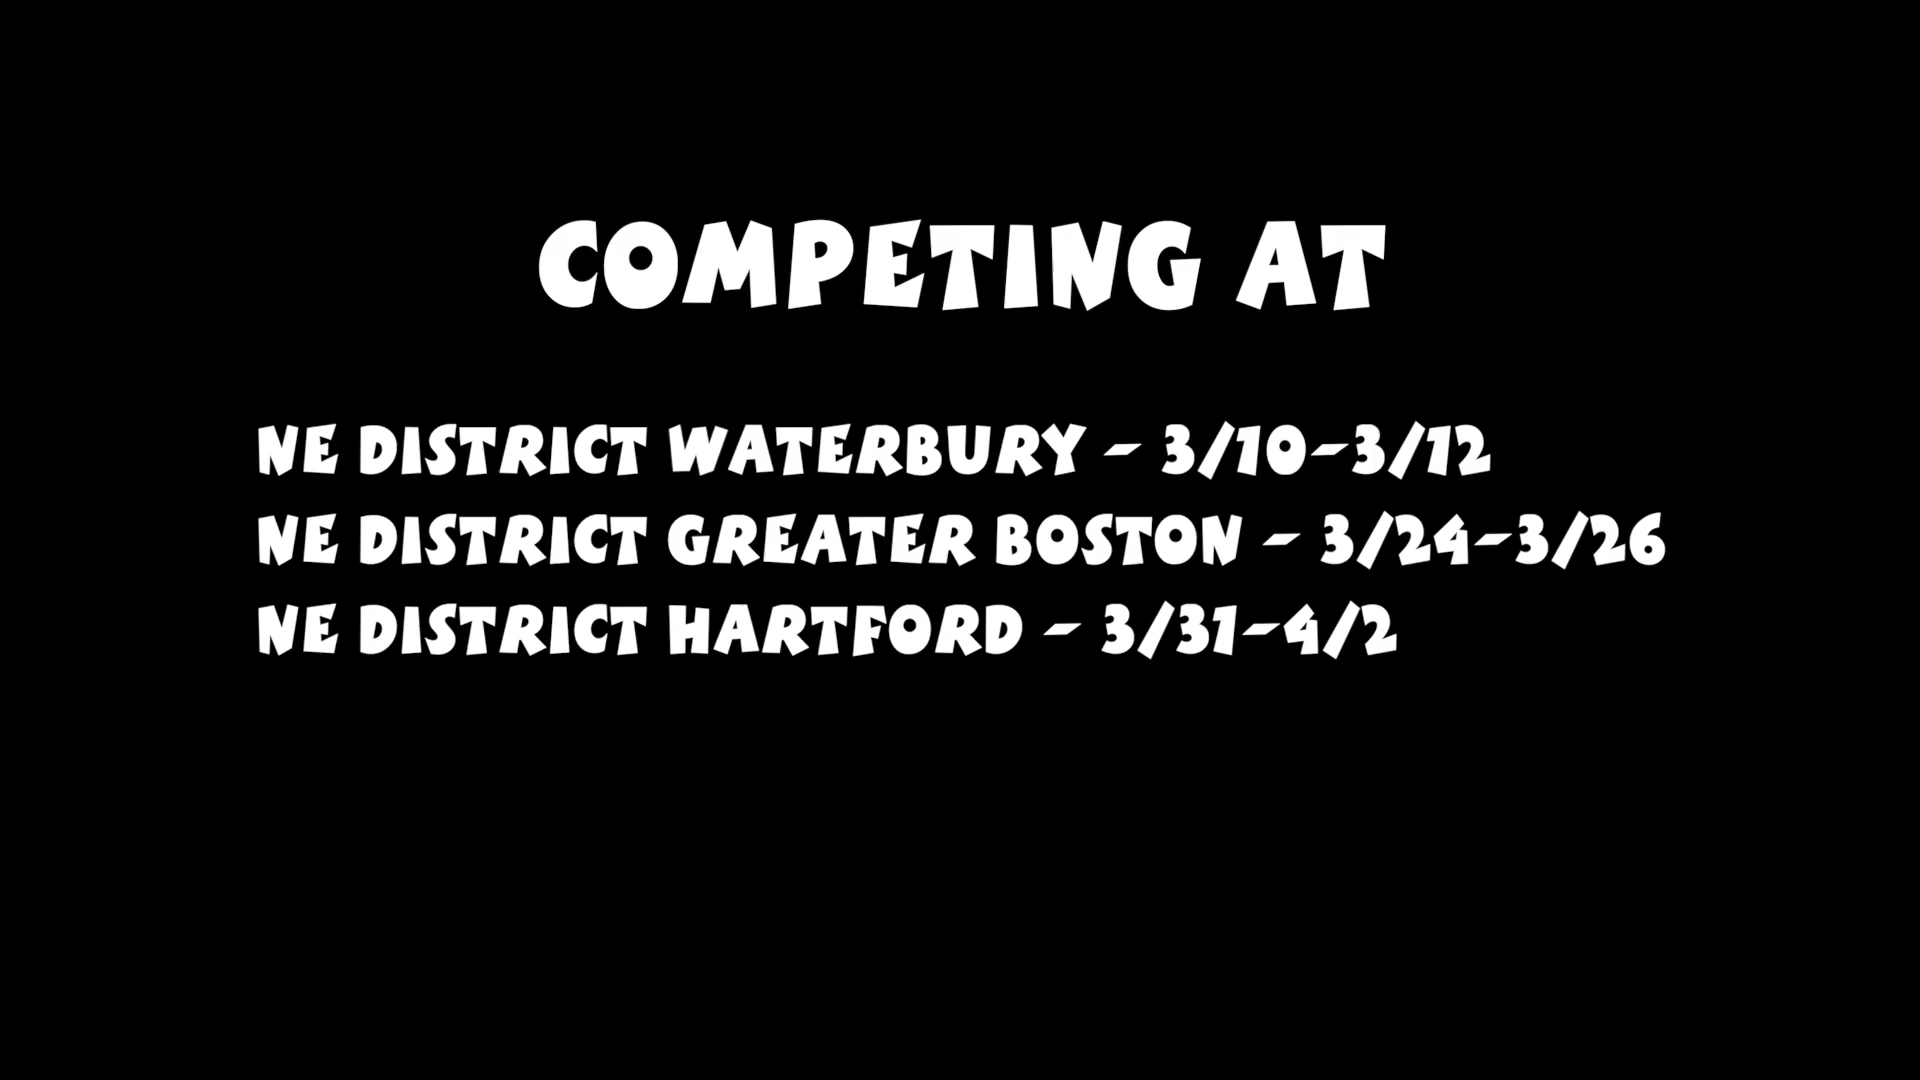 COMPETING AT
NE DISTRICT WATERBURY - 3/10-3/12
NE DISTRICT GREATER BOSTON - 3/24-3/26
NE DISTRICT HARTFORD - 3/31-4/2